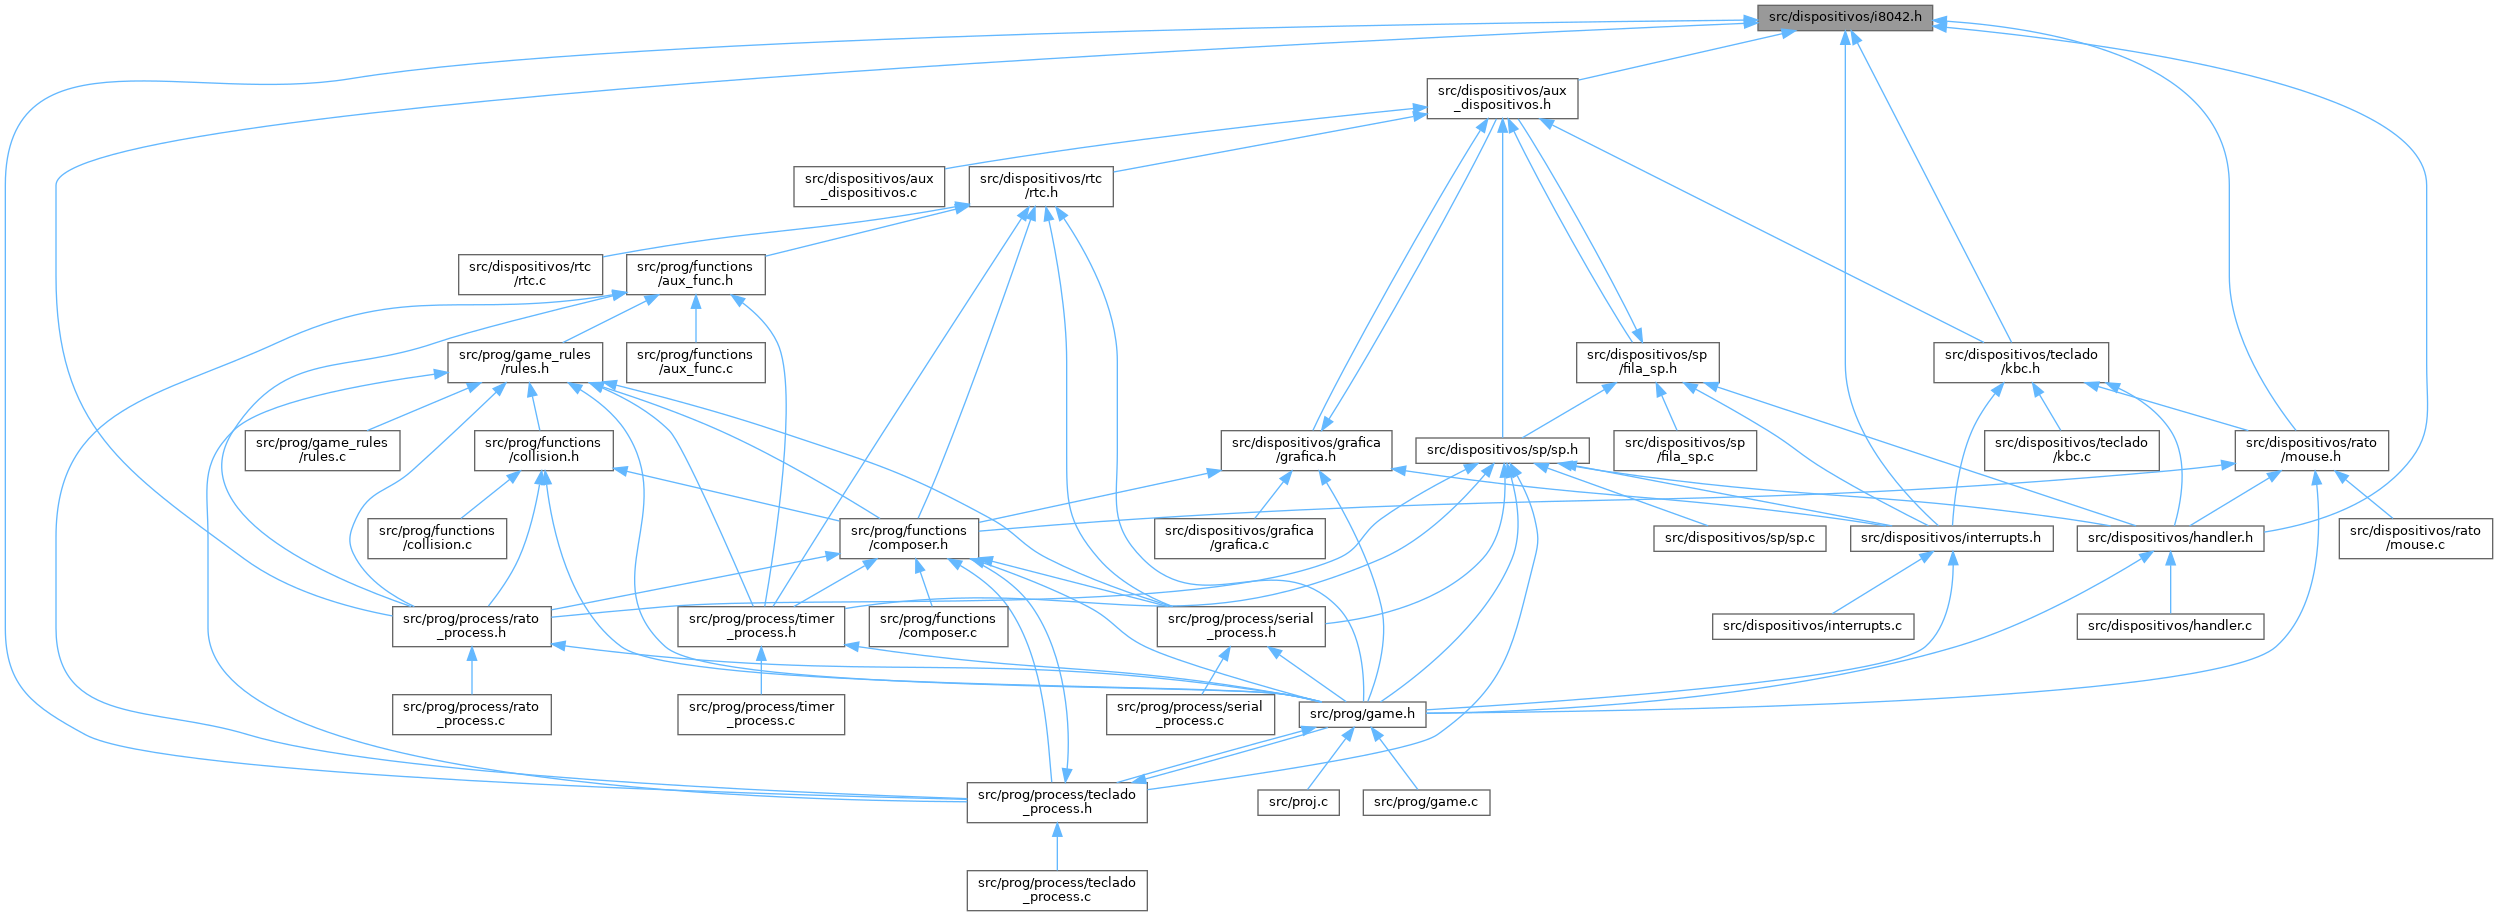 src/dispositivos/i8042.h
src/dispositivos/aux
_dispositivos.h
src/dispositivos/aux
_dispositivos.c
src/dispositivos/rtc
/rtc.h
src/dispositivos/rtc
/rtc.c
src/prog/functions
/aux_func.h
src/prog/game_rules
/rules.h
src/prog/functions
/aux_func.c
src/dispositivos/sp
/fila_sp.h
src/dispositivos/teclado
/kbc.h
src/prog/game_rules
/rules.c
src/prog/functions
/collision.h
src/dispositivos/grafica
/grafica.h
src/dispositivos/sp/sp.h
src/dispositivos/sp
/fila_sp.c
src/dispositivos/teclado
/kbc.c
src/dispositivos/rato
/mouse.h
src/prog/functions
/collision.c
src/prog/functions
/composer.h
src/dispositivos/grafica
/grafica.c
src/dispositivos/sp/sp.c
src/dispositivos/interrupts.h
src/dispositivos/handler.h
src/dispositivos/rato
/mouse.c
src/prog/process/rato
_process.h
src/prog/process/timer
_process.h
src/prog/functions
/composer.c
src/prog/process/serial
_process.h
src/dispositivos/interrupts.c
src/dispositivos/handler.c
src/prog/process/rato
_process.c
src/prog/process/timer
_process.c
src/prog/process/serial
_process.c
src/prog/game.h
src/prog/process/teclado
_process.h
src/proj.c
src/prog/game.c
src/prog/process/teclado
_process.c